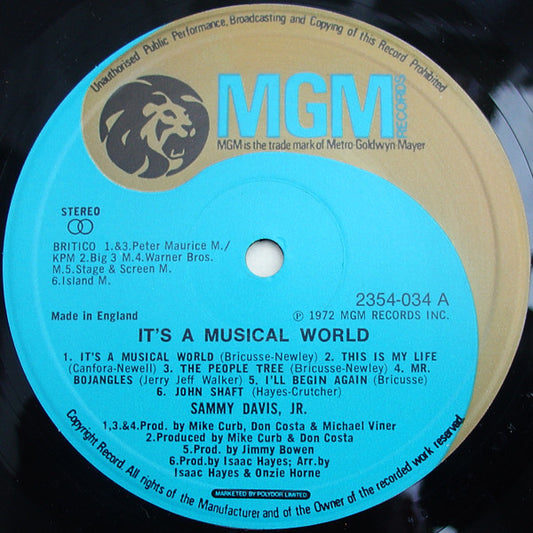 Unauthorised Public Performance, Broadcasting and Copying of this Record Prohibited
MGM
RECORDS
MGM is the trade mark of Metro-Goldwyn-Mayer
STEREO
BRITICO 1.&3.Peter Maurice M./
KPM 2.Big 3 M.4.Warner Bros.
M.5.Stage & Screen M.
6.Island M.
2354-034 A
Made in England
℗ 1972 MGM RECORDS INC.
IT'S A MUSICAL WORLD
1. IT'S A MUSICAL WORLD (Bricusse-Newley) 2. THIS IS MY LIFE
(Canfora-Newell) 3. THE PEOPLE TREE (Bricusse-Newley) 4. MR.
BOJANGLES (Jerry Jeff Walker) 5. I'LL BEGIN AGAIN (Bricusse)
6. JOHN SHAFT (Hayes-Crutcher)
SAMMY DAVIS, JR.
1,3.&4.Prod. by Mike Curb, Don Costa & Michael Viner
2.Produced by Mike Curb & Don Costa
5.Prod. by Jimmy Bowen
6.Prod.by Isaac Hayes; Arr.by
Isaac Hayes & Onzie Horne
MARKETED BY POLYDOR LIMITED
Copyright Record. All rights of the Manufacturer and of the Owner of the recorded work reserved.